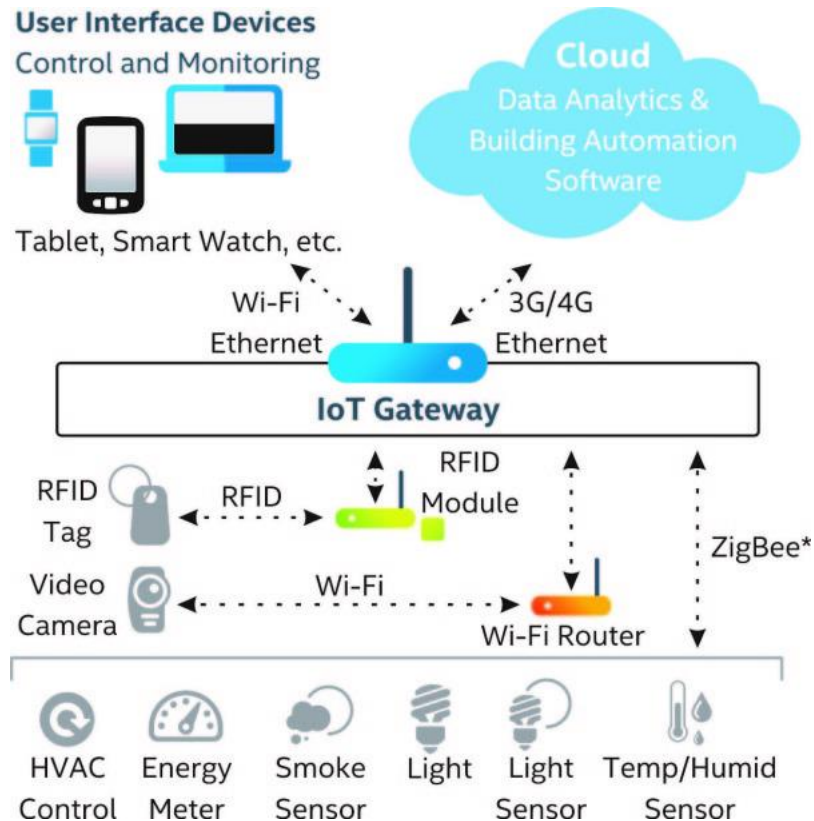 User Interface Devices
Control and Monitoring
Tablet, Smart Watch, etc.
Cloud
Data Analytics &
Building Automation
Software
Wi-Fi
Ethernet
3G/4G
Ethernet
IoT Gateway
RFID
Tag
RFID
RFID
Module
ZigBee*
Video
Camera
Wi-Fi
Wi-Fi Router
HVAC
Control
Energy
Meter
Smoke
Sensor
Light
Light
Sensor
Temp/Humid
Sensor